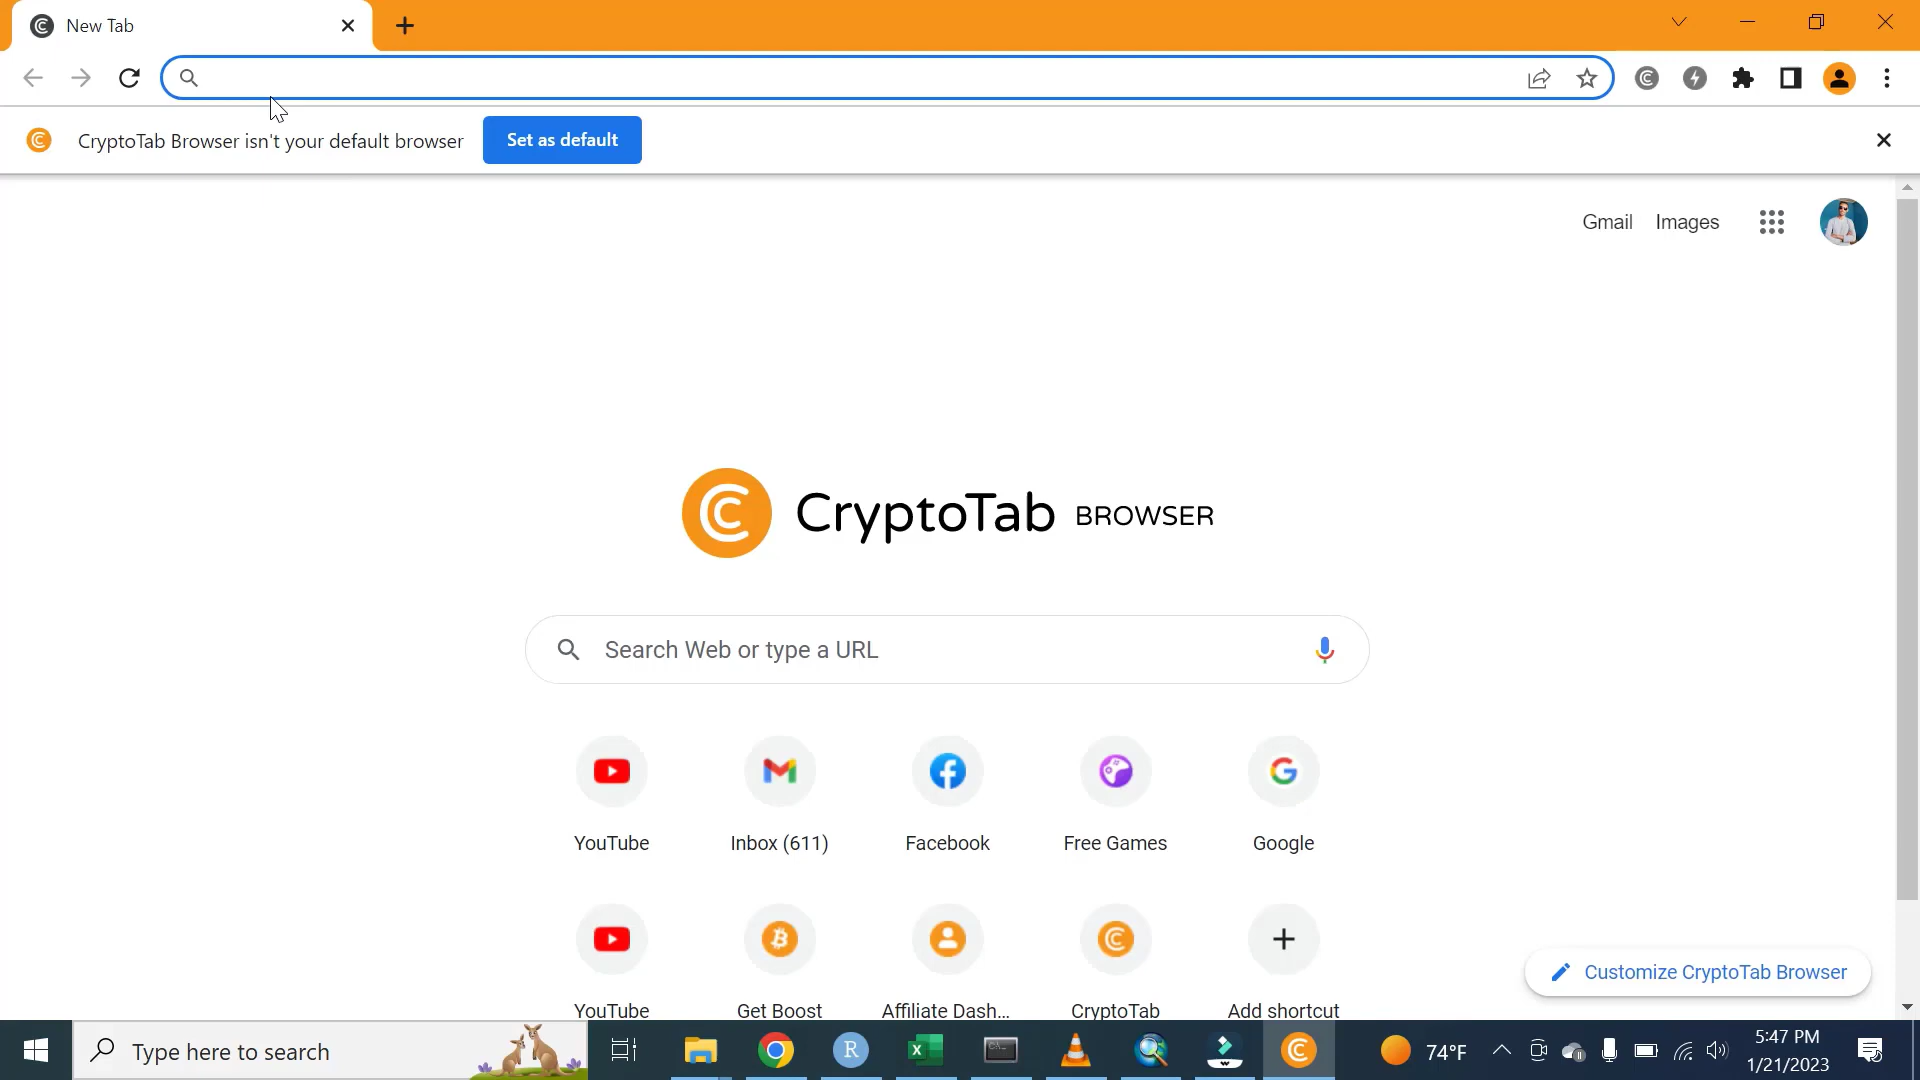 New Tab
CryptoTab Browser isn't your default browser
Set as default
Gmail
Images
CryptoTab BROWSER
Search Web or type a URL
YouTube
Inbox (611)
Facebook
Free Games
Google
YouTube
Get Boost
Affiliate Dash...
CryptoTab
Add shortcut
Customize CryptoTab Browser
Type here to search
74°F
5:47 PM
1/21/2023